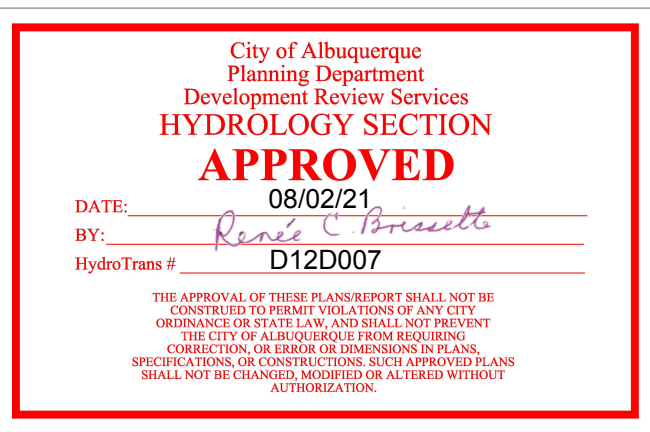 City of Albuquerque
Planning Department
Development Review Services
HYDROLOGY SECTION
APPROVED
DATE: 08/02/21
BY: Renée C. Brissette
HydroTrans # D12D007
THE APPROVAL OF THESE PLANS/REPORT SHALL NOT BE
CONSTRUED TO PERMIT VIOLATIONS OF ANY CITY
ORDINANCE OR STATE LAW, AND SHALL NOT PREVENT
THE CITY OF ALBUQUERQUE FROM REQUIRING
CORRECTION, OR ERROR OR DIMENSIONS IN PLANS,
SPECIFICATIONS, OR CONSTRUCTIONS. SUCH APPROVED PLANS
SHALL NOT BE CHANGED, MODIFIED OR ALTERED WITHOUT
AUTHORIZATION.